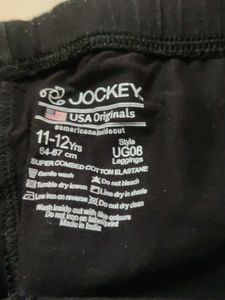 JOCKEY
USA Originals
#americaneinsideout
11-12Yrs
64-67 cm
Style
UG08
Leggings
SUPER COMBED COTTON ELASTANE
Gentle wash
Do not bleach
Tumble dry low
Line dry in shade
Low iron on reverse
Do not dry clean
Wash inside out with like colours
Do not iron on label/print
Made in India